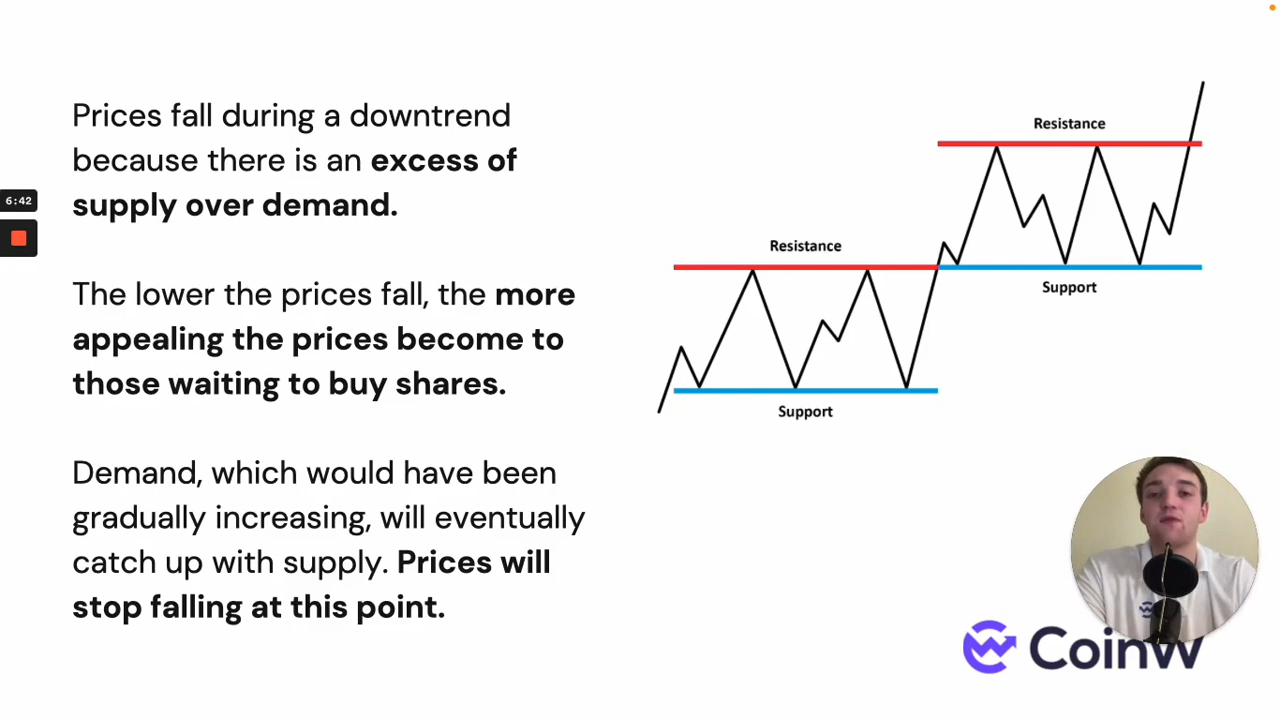 Prices fall during a downtrend
because there is an excess of
supply over demand.
The lower the prices fall, the more
appealing the prices become to
those waiting to buy shares.
Demand, which would have been
gradually increasing, will eventually
catch up with supply. Prices will
stop falling at this point.
6:42
Resistance
Resistance
Support
Support
CoinW